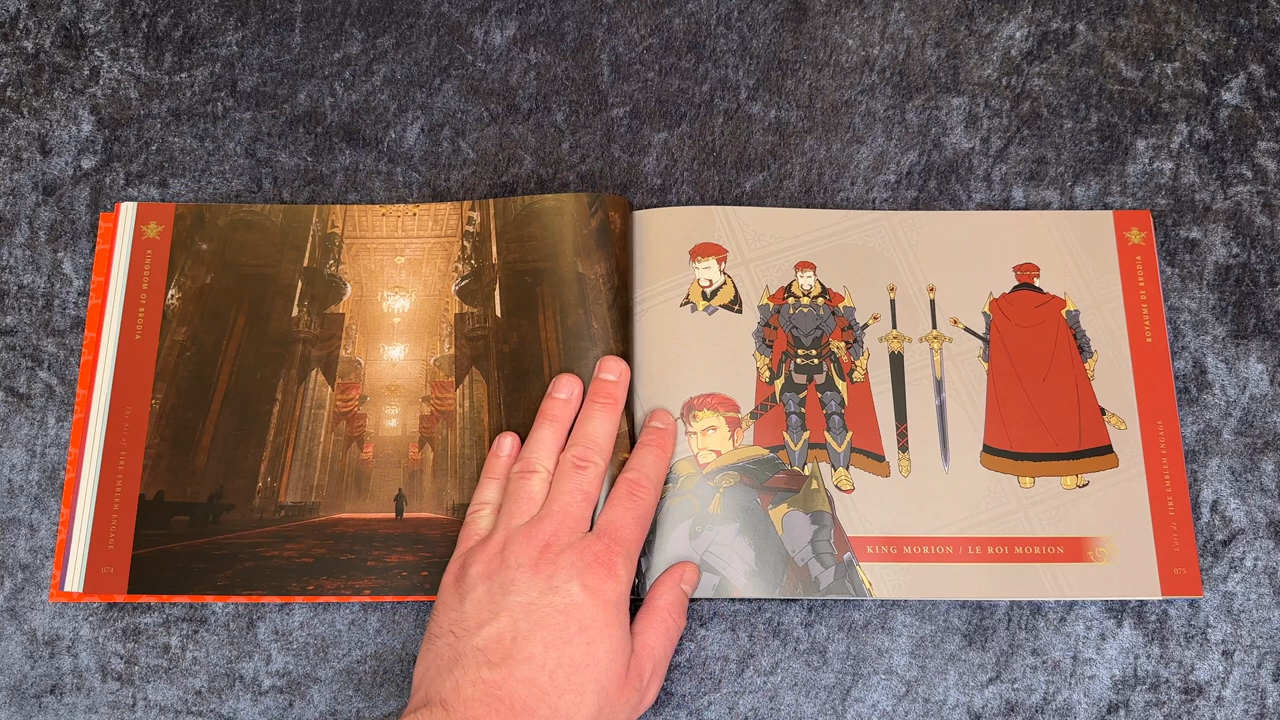 KINGDOM OF BRODIA
The Art of FIRE EMBLEM ENGAGE
074
KING MORION / LE ROI MORION
ROYAUME DE BRODIA
L'art de FIRE EMBLEM ENGAGE
075